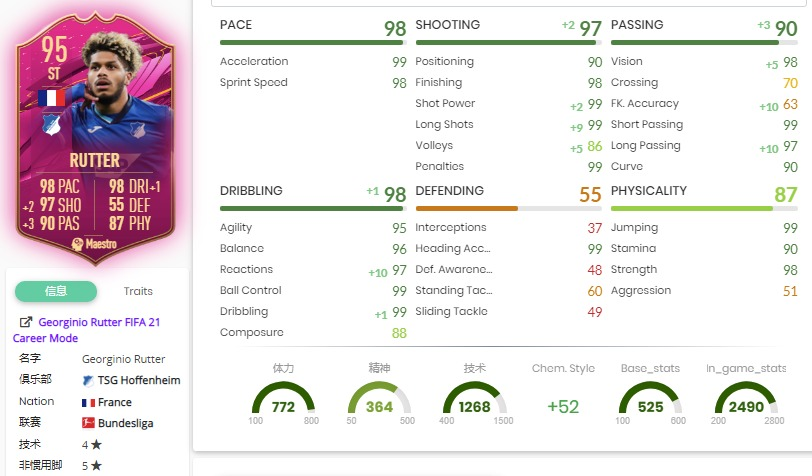 95
ST
RUTTER
98 PAC 98 DRI+1
+2 97 SHO 55 DEF
+3 90 PAS 87 PHY
Maestro
信息 Traits
Georginio Rutter FIFA 21
Career Mode
名字 Georginio Rutter
俱乐部 TSG Hoffenheim
Nation France
联赛 Bundesliga
技术 4 ★
非惯用脚 5 ★
PACE 98
Acceleration 99
Sprint Speed 98
SHOOTING +2 97
Positioning 90
Finishing 98
Shot Power +2 99
Long Shots +9 99
Volleys +5 86
Penalties 99
PASSING +3 90
Vision +5 98
Crossing 70
FK. Accuracy +10 63
Short Passing 99
Long Passing +10 97
Curve 90
DRIBBLING +1 98
Agility 95
Balance 96
Reactions +10 97
Ball Control 99
Dribbling +1 99
Composure 88
DEFENDING 55
Interceptions 37
Heading Acc... 99
Def. Awarene... 48
Standing Tac... 60
Sliding Tackle 49
PHYSICALITY 87
Jumping 99
Stamina 90
Strength 98
Aggression 51
体力 精神 技术 Chem. Style Base_stats In_game_stats
772 364 1268 +52 525 2490
100 800 50 500 400 1500 100 600 200 2800